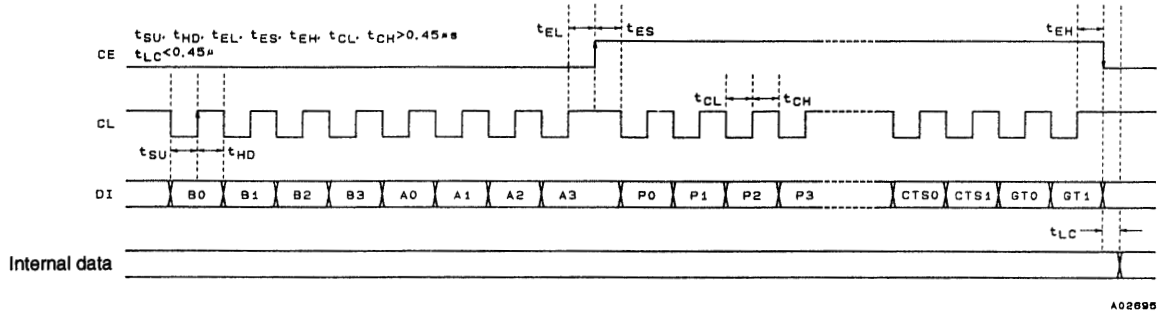 tSU, tHD, tEL, tES, tEH, tCL, tCH>0.45μs
tLC<0.45μ
tEL
tES
tEH
CE
tCL
tCH
CL
tSU
tHD
DI B0 B1 B2 B3 A0 A1 A2 A3 P0 P1 P2 P3 CTS0 CTS1 GT0 GT1
tLC
Internal data
A02695